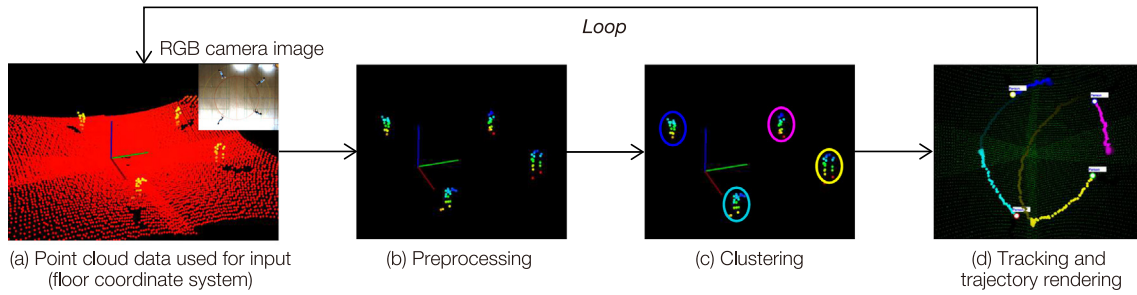 Loop
RGB camera image
(a) Point cloud data used for input
(floor coordinate system)
(b) Preprocessing
(c) Clustering
(d) Tracking and
trajectory rendering